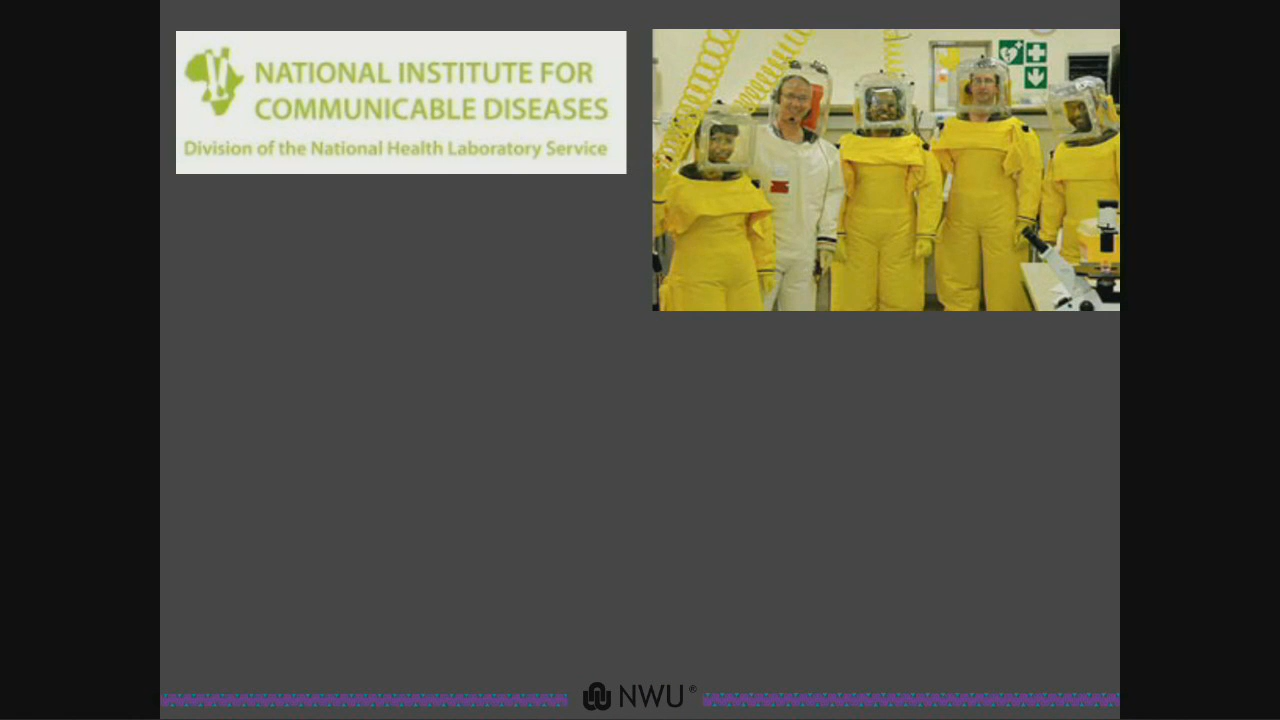 NATIONAL INSTITUTE FOR
COMMUNICABLE DISEASES
Division of the National Health Laboratory Service
NWU®